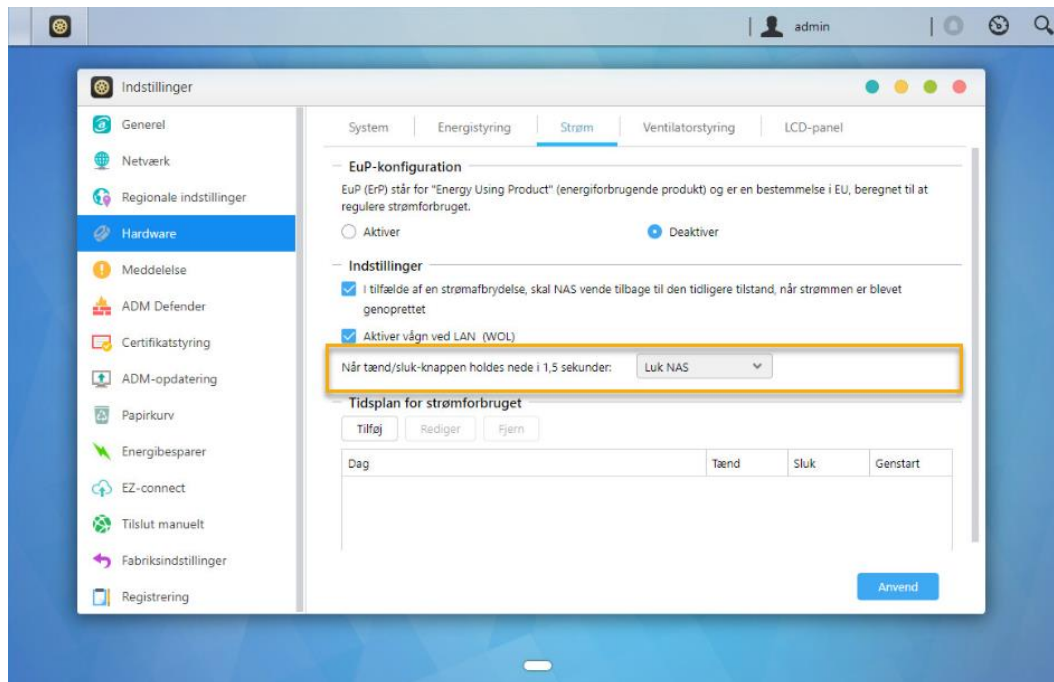 admin
Indstillinger
Generel
Netværk
Regionale indstillinger
Hardware
Meddelelse
ADM Defender
Certifikatstyring
ADM-opdatering
Papirkurv
Energibesparer
EZ-connect
Tilslut manuelt
Fabriksindstillinger
Registrering
System Energistyring Strøm Ventilatorstyring LCD-panel
EuP-konfiguration
EuP (ErP) står for "Energy Using Product" (energiforbrugende produkt) og er en bestemmelse i EU, beregnet til at
regulere strømforbruget.
Aktiver Deaktiver
Indstillinger
I tilfælde af en strømafbrydelse, skal NAS vende tilbage til den tidligere tilstand, når strømmen er blevet
genoprettet
Aktiver vågn ved LAN (WOL)
Når tænd/sluk-knappen holdes nede i 1,5 sekunder: Luk NAS
Tidsplan for strømforbruget
Tilføj Rediger Fjern
Dag Tænd Sluk Genstart
Anvend